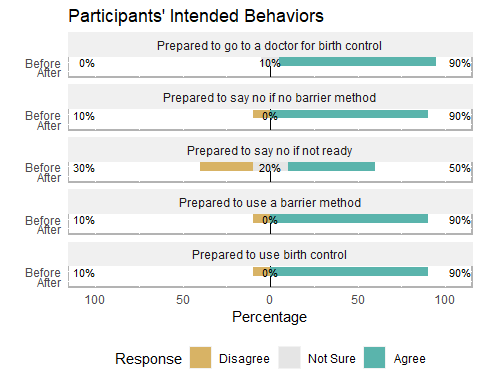 Participants' Intended Behaviors
Prepared to go to a doctor for birth control
Before 0% 10% 90%
After
Prepared to say no if no barrier method
Before 10% 0% 90%
After
Prepared to say no if not ready
Before 30% 20% 50%
After
Prepared to use a barrier method
Before 10% 0% 90%
After
Prepared to use birth control
Before 10% 0% 90%
After
100 50 0 50 100
Percentage
Response Disagree Not Sure Agree